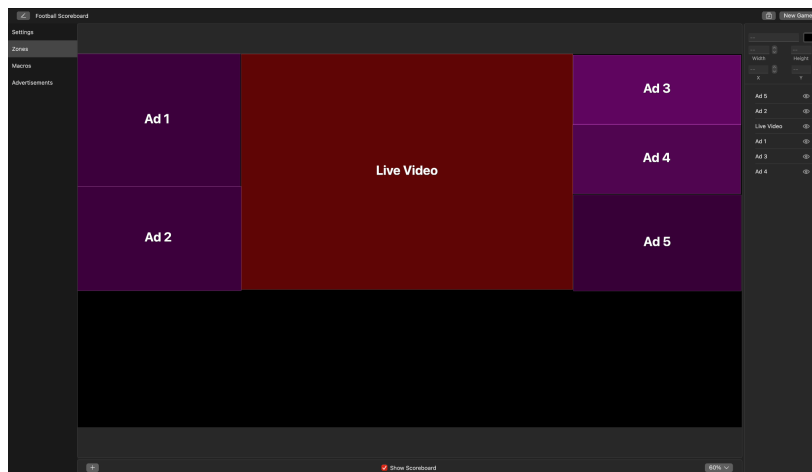 Football Scoreboard
New Game
Settings
Zones
Macros
Advertisements
Ad 1
Ad 2
Live Video
Ad 3
Ad 4
Ad 5
Width
Height
X
Y
Ad 5
Ad 2
Live Video
Ad 1
Ad 3
Ad 4
Show Scoreboard
60%